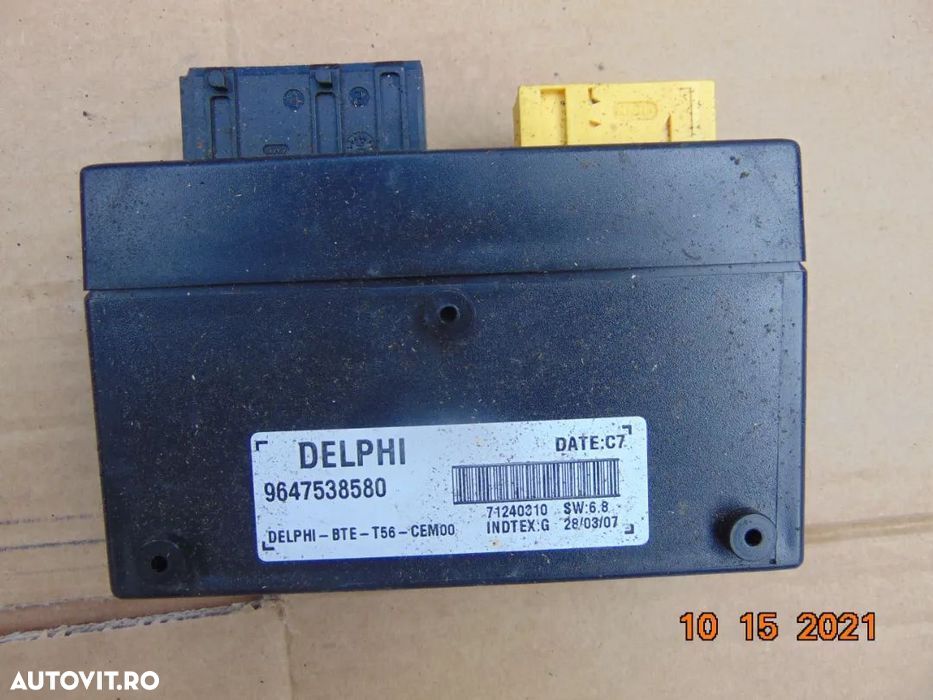 DELPHI
DATE:C7
9647538580
71240310 SW:6.8
DELPHI-BTE-T56-CEM00
INDTEX:G 28/03/07
10 15 2021
AUTOVIT.RO